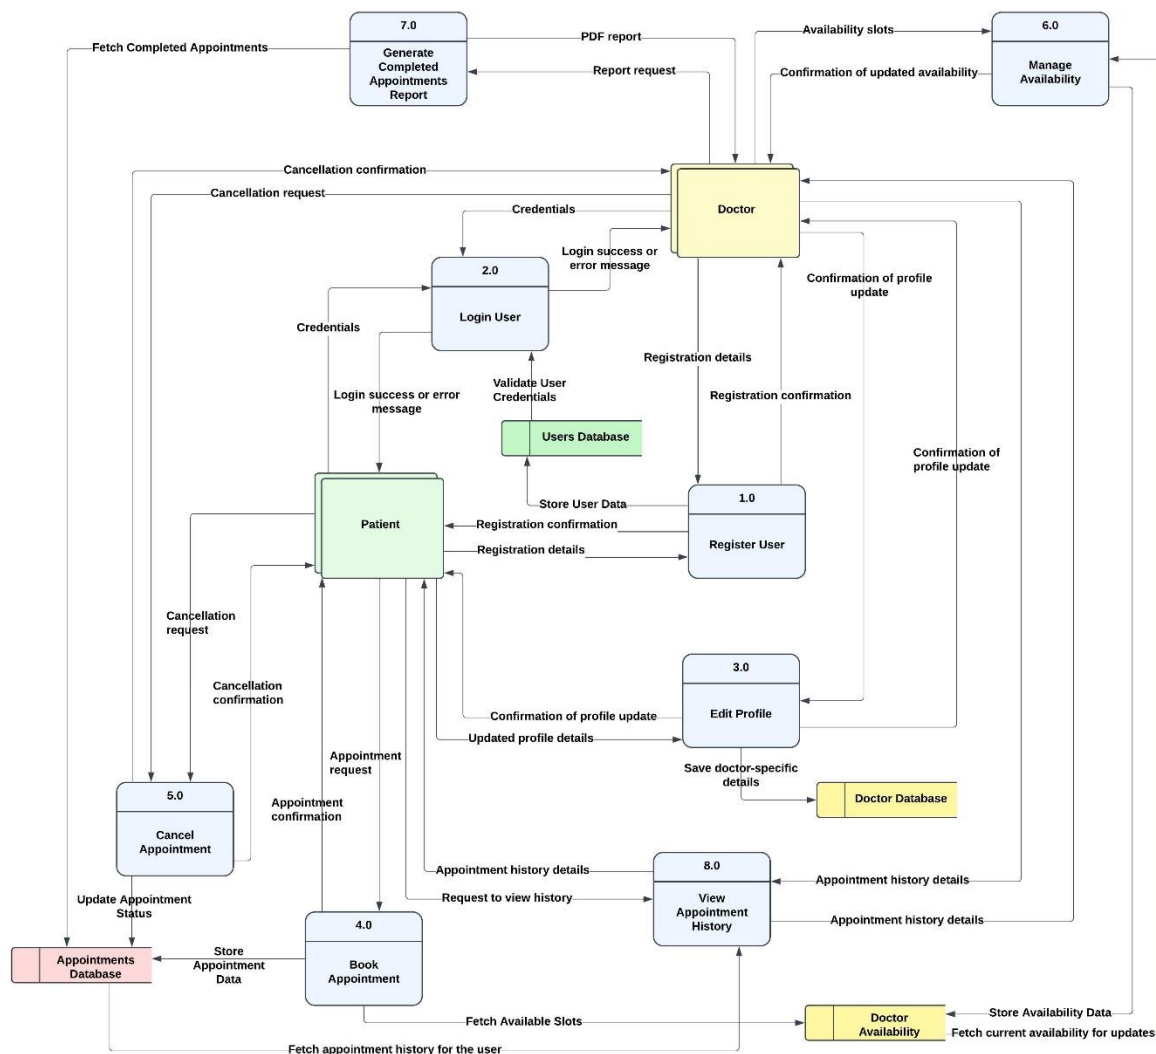 7.0
Generate
Completed
Appointments
Report
6.0
Manage
Availability
Fetch Completed Appointments
PDF report
Report request
Availability slots
Confirmation of updated availability
Cancellation confirmation
Cancellation request
Credentials
Doctor
Login success or
error message
2.0
Login User
Confirmation of profile
update
Credentials
Registration details
Validate User
Credentials
Registration confirmation
Login success or error
message
Users Database
Confirmation of
profile update
Store User Data
1.0
Register User
Patient
Registration confirmation
Registration details
Cancellation
request
Cancellation
confirmation
3.0
Edit Profile
Confirmation of profile update
Updated profile details
Appointment
request
Save doctor-specific
details
Appointment
confirmation
Doctor Database
5.0
Cancel
Appointment
8.0
View
Appointment
History
Appointment history details
Request to view history
Appointment history details
Appointment history details
Update Appointment
Status
4.0
Book
Appointment
Store
Appointment
Data
Appointments
Database
Fetch Available Slots
Doctor
Availability
Store Availability Data
Fetch current availability for updates
Fetch appointment history for the user